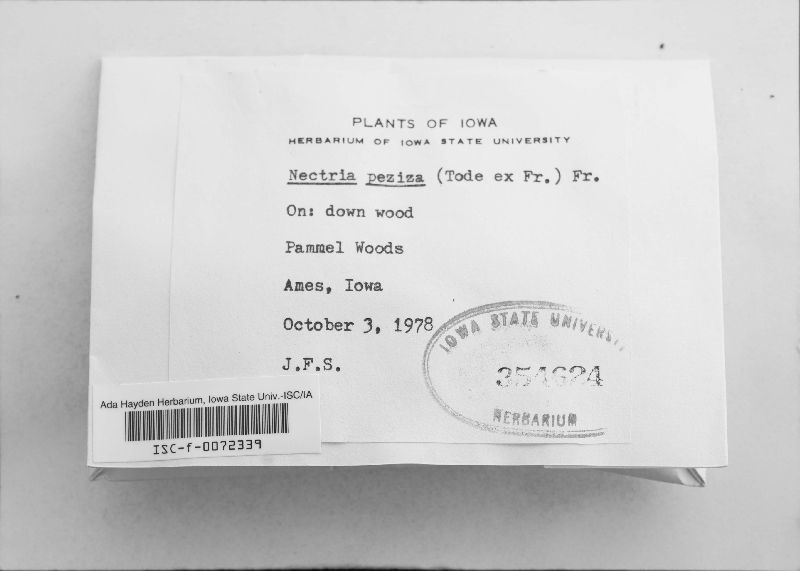 PLANTS OF IOWA
HERBARIUM OF IOWA STATE UNIVERSITY
Nectria peziza (Tode ex Fr.) Fr.
On: down wood
Pammel Woods
Ames, Iowa
October 3, 1978
J.F.S.
IOWA STATE UNIVERSITY
354624
HERBARIUM
Ada Hayden Herbarium, Iowa State Univ.-ISC/IA
ISC-f-0072339